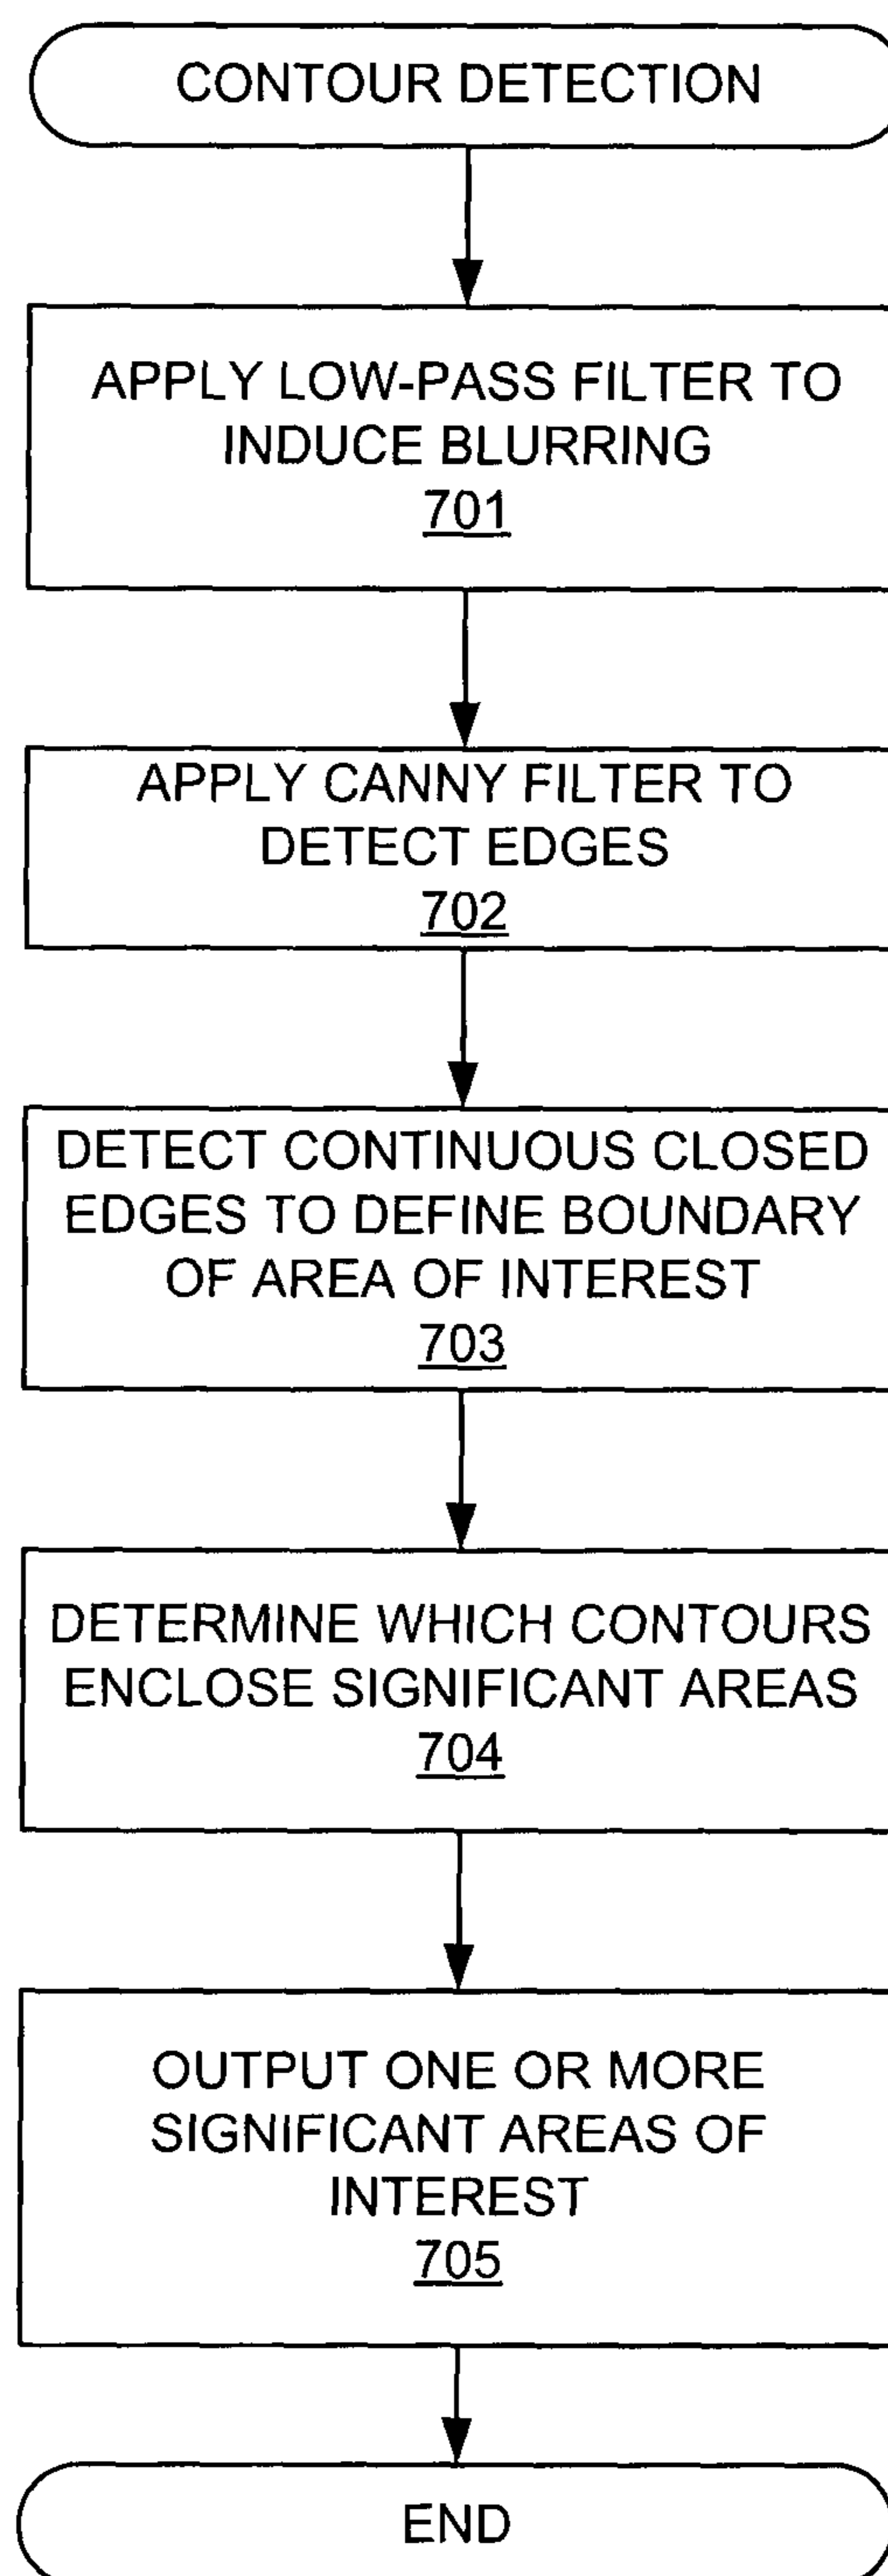 CONTOUR DETECTION
APPLY LOW-PASS FILTER TO
INDUCE BLURRING
701
APPLY CANNY FILTER TO
DETECT EDGES
702
DETECT CONTINUOUS CLOSED
EDGES TO DEFINE BOUNDARY
OF AREA OF INTEREST
703
DETERMINE WHICH CONTOURS
ENCLOSE SIGNIFICANT AREAS
704
OUTPUT ONE OR MORE
SIGNIFICANT AREAS OF
INTEREST
705
END